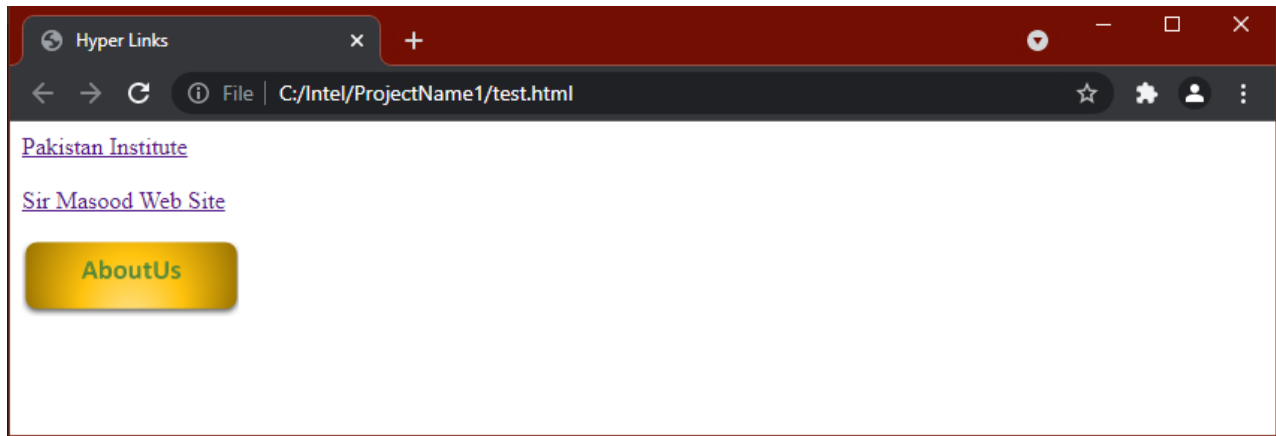 Hyper Links
File C:/Intel/ProjectName1/test.html
Pakistan Institute
Sir Masood Web Site
AboutUs